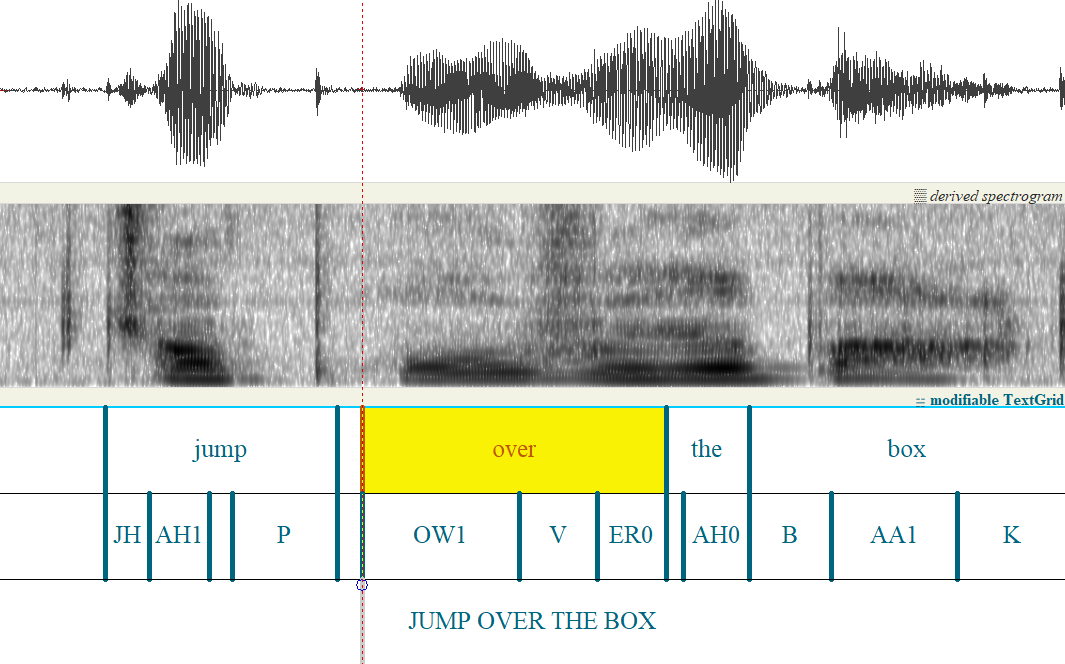 derived spectrogram
modifiable TextGrid
jump over the box
JH AH1 P OW1 V ER0 AH0 B AA1 K
JUMP OVER THE BOX